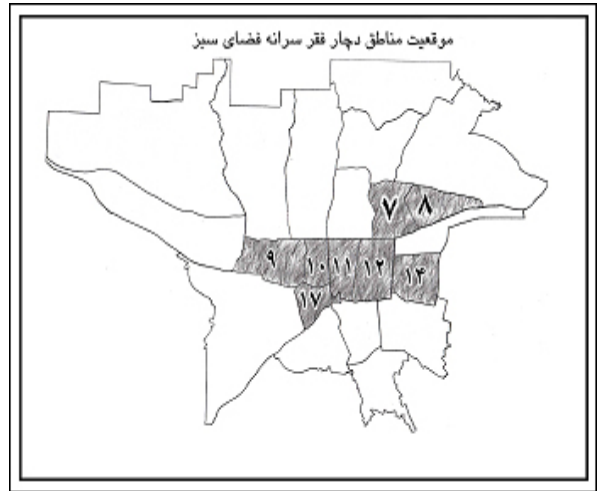 موقعیت مناطق دچار فقر سرانه فضای سبز
۷ ۸
۹ ۱۰ ۱۱ ۱۲ ۱۴
۱۷